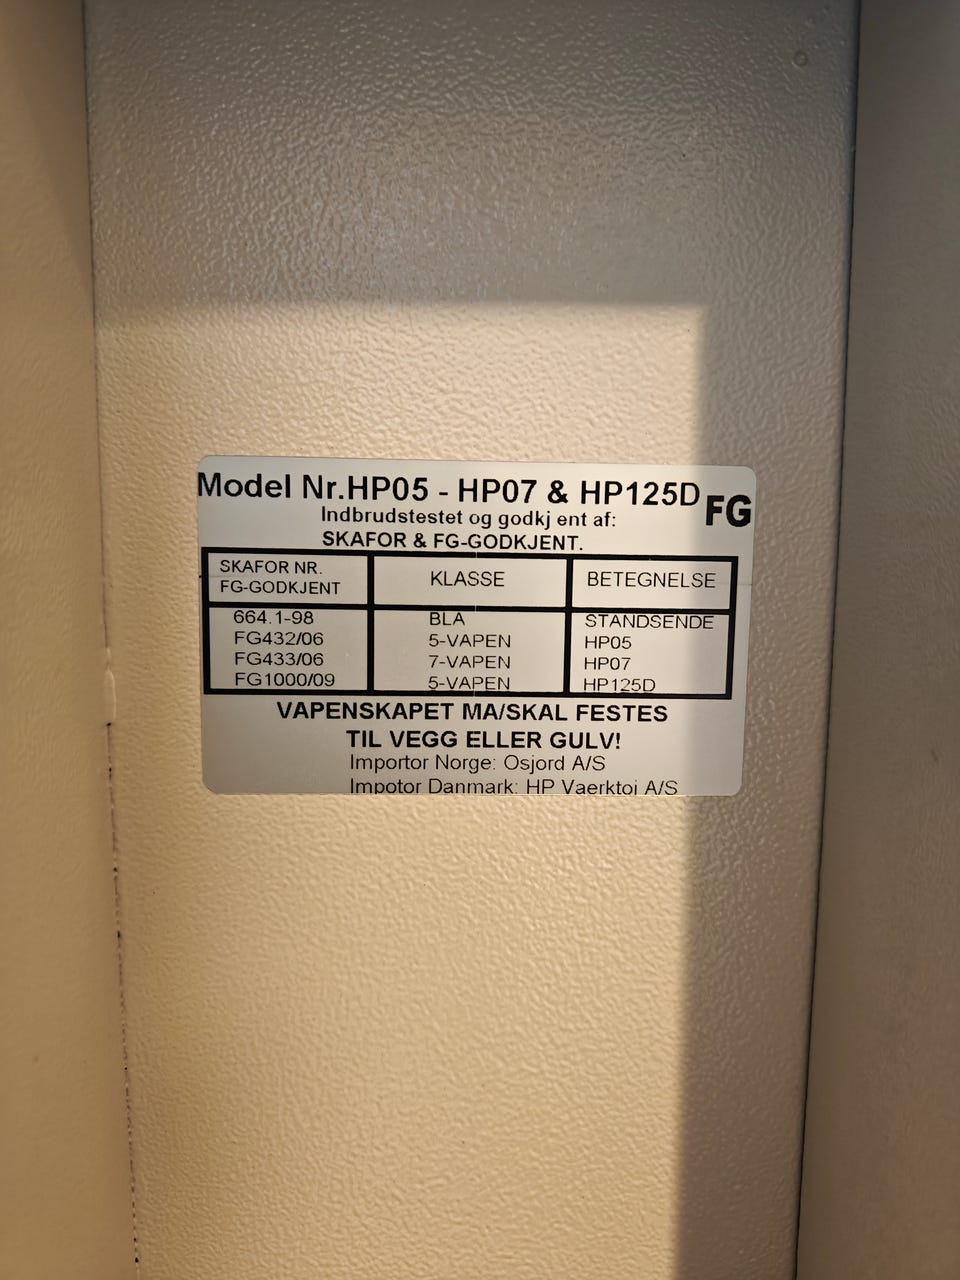 Model Nr.HP05 - HP07 & HP125D FG
Indbrudstestet og godkj ent af:
SKAFOR & FG-GODKJENT.
SKAFOR NR.
FG-GODKJENT KLASSE BETEGNELSE
664.1-98 BLA STANDSENDE
FG432/06 5-VAPEN HP05
FG433/06 7-VAPEN HP07
FG1000/09 5-VAPEN HP125D
VAPENSKAPET MA/SKAL FESTES
TIL VEGG ELLER GULV!
Importor Norge: Osjord A/S
Impotor Danmark: HP Vaerktoj A/S